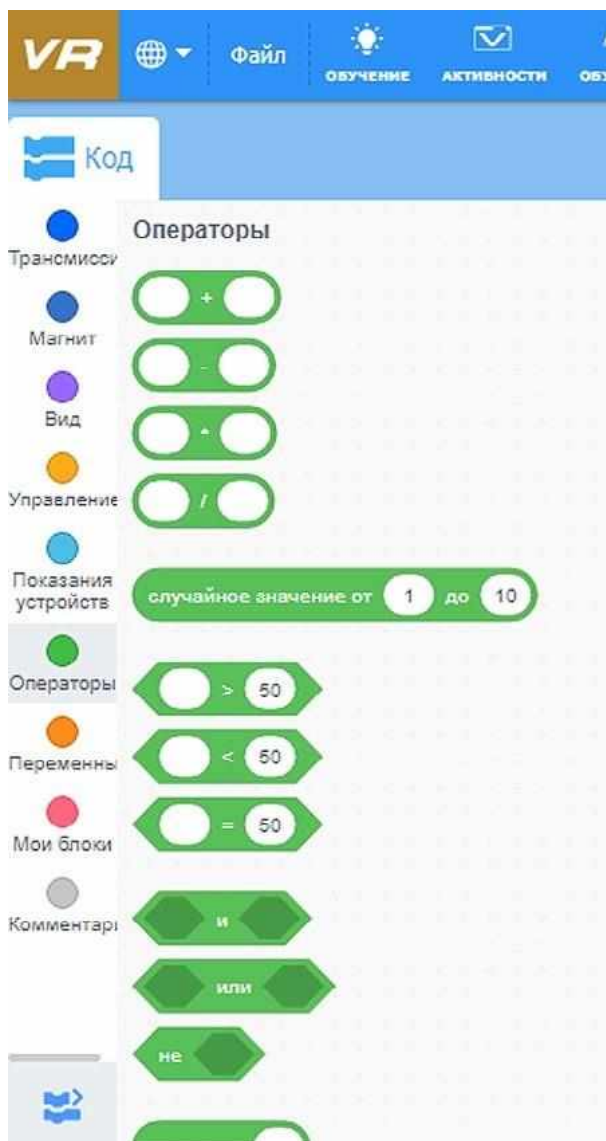 VR Файл ОБУЧЕНИЕ АКТИВНОСТИ
Код
Операторы
Трансмисси
+
Магнит
-
Вид
*
Управление
/
Показания
устройств
случайное значение от 1 до 10
Операторы
> 50
Переменны
< 50
Мои блоки
= 50
Комментар
и
или
не